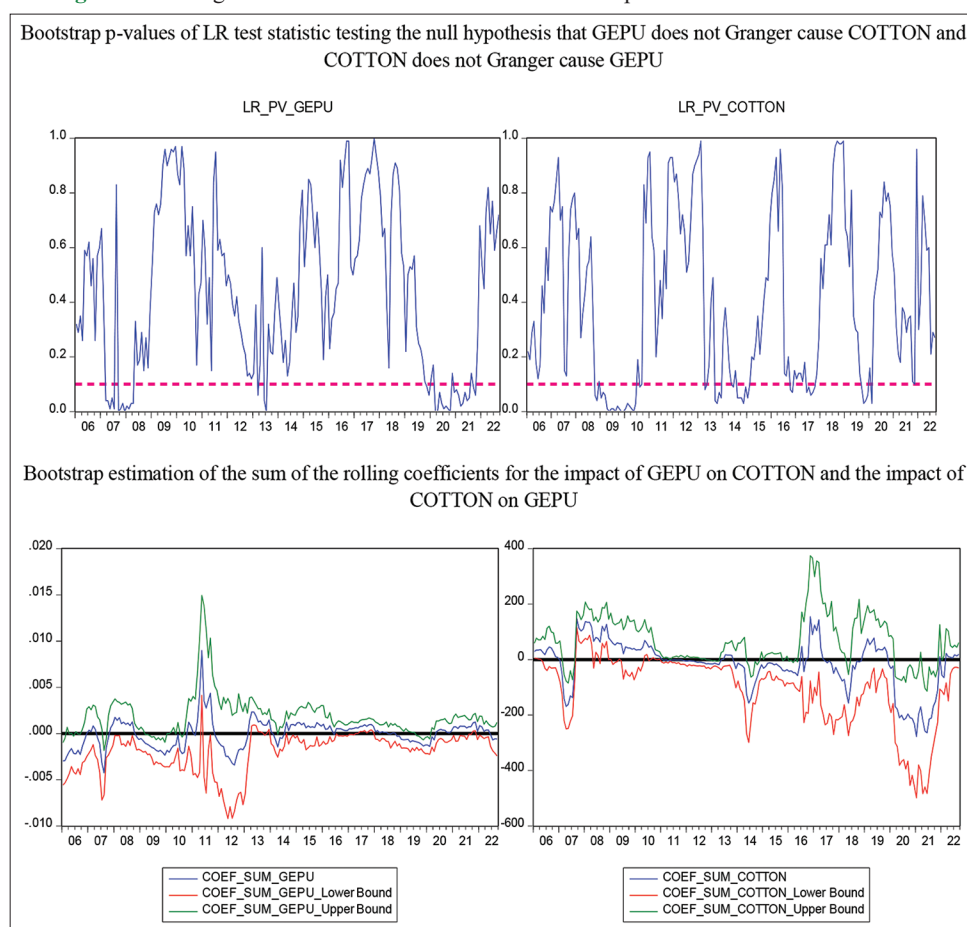 Bootstrap p-values of LR test statistic testing the null hypothesis that GEPU does not Granger cause COTTON and
COTTON does not Granger cause GEPU
LR_PV_GEPU
LR_PV_COTTON
1.0
0.8
0.6
0.4
0.2
0.0
06 07 08 09 10 11 12 13 14 15 16 17 18 19 20 21 22
1.0
0.8
0.6
0.4
0.2
0.0
06 07 08 09 10 11 12 13 14 15 16 17 18 19 20 21 22
Bootstrap estimation of the sum of the rolling coefficients for the impact of GEPU on COTTON and the impact of
COTTON on GEPU
.020
.015
.010
.005
.000
-.005
-.010
06 07 08 09 10 11 12 13 14 15 16 17 18 19 20 21 22
400
200
0
-200
-400
-600
06 07 08 09 10 11 12 13 14 15 16 17 18 19 20 21 22
COEF_SUM_GEPU
COEF_SUM_GEPU_Lower Bound
COEF_SUM_GEPU_Upper Bound
COEF_SUM_COTTON
COEF_SUM_COTTON_Lower Bound
COEF_SUM_COTTON_Upper Bound